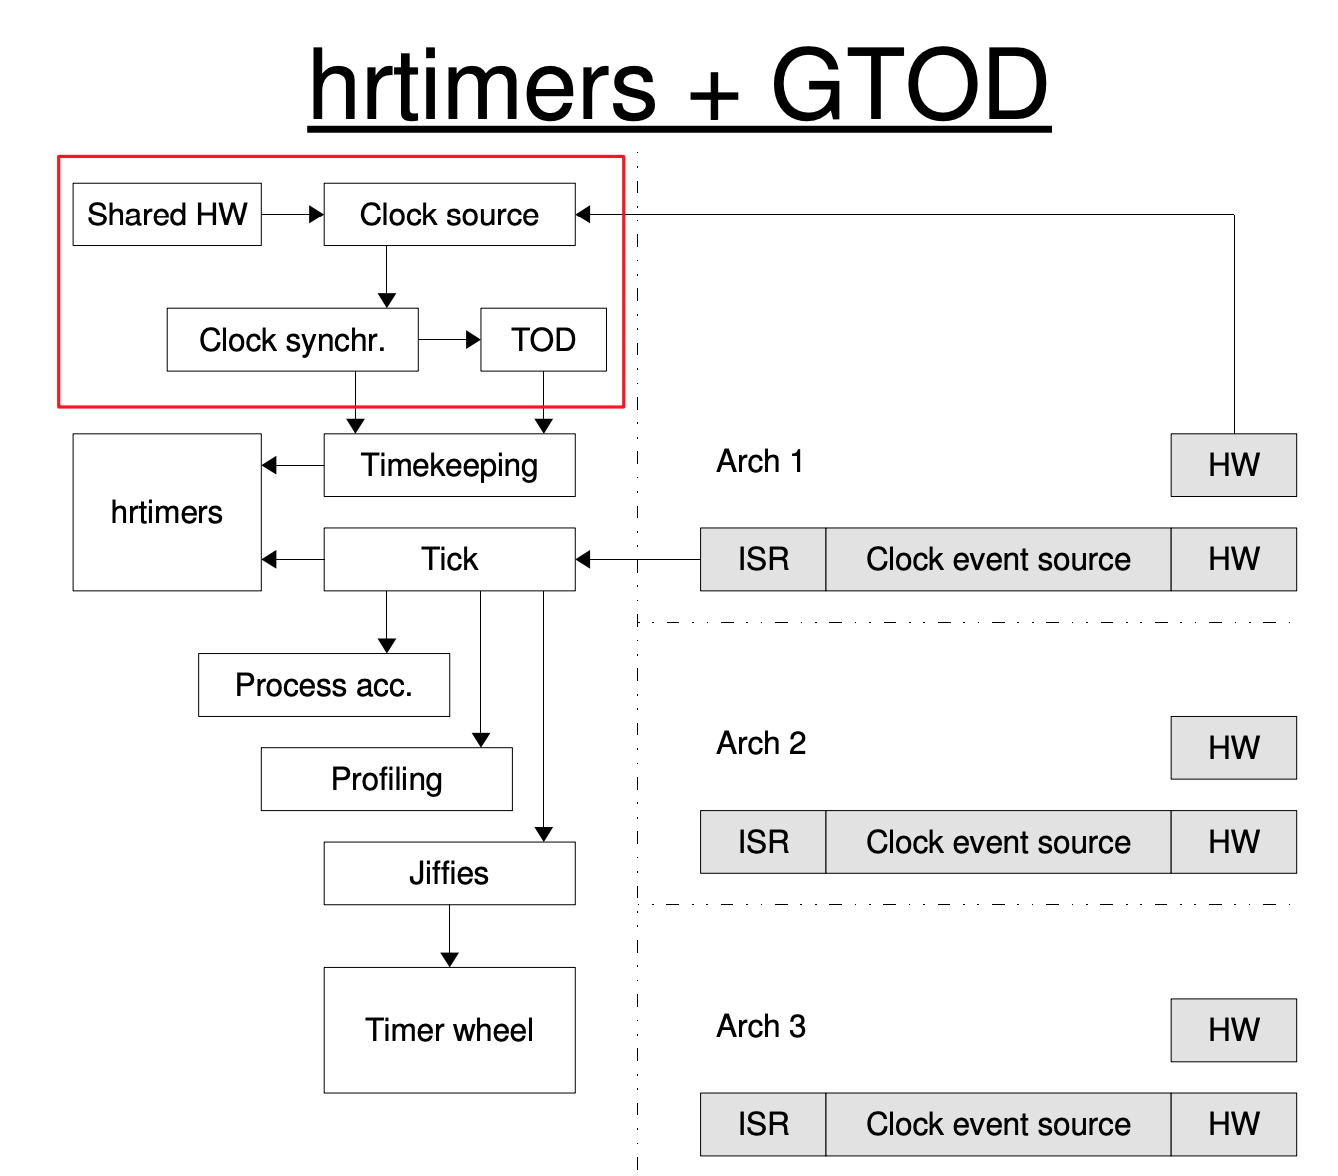 hrtimers + GTOD
Shared HW
Clock source
Clock synchr.
TOD
hrtimers
Timekeeping
Tick
Process acc.
Profiling
Jiffies
Timer wheel
Arch 1
HW
ISR
Clock event source
HW
Arch 2
HW
ISR
Clock event source
HW
Arch 3
HW
ISR
Clock event source
HW